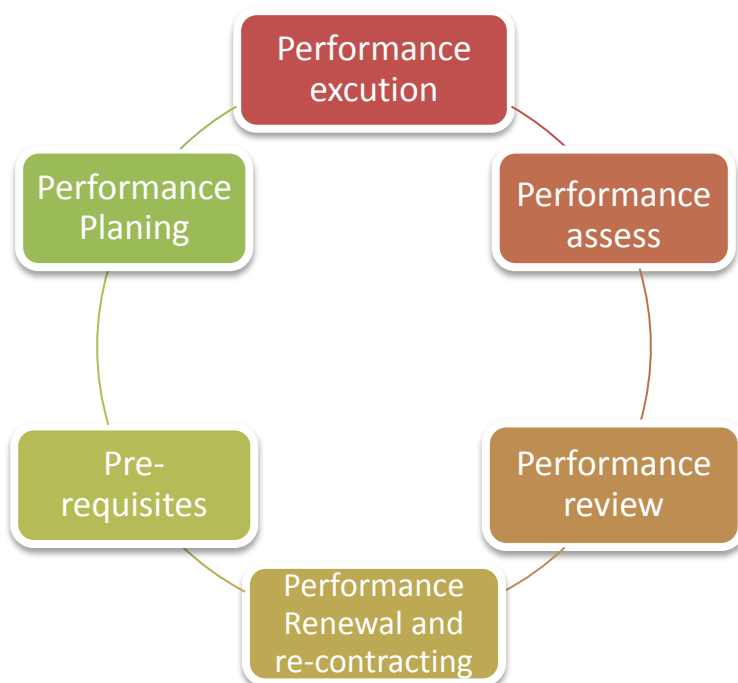 Performance
excution
Performance
assess
Performance
review
Performance
Renewal and
re-contracting
Pre-
requisites
Performance
Planing